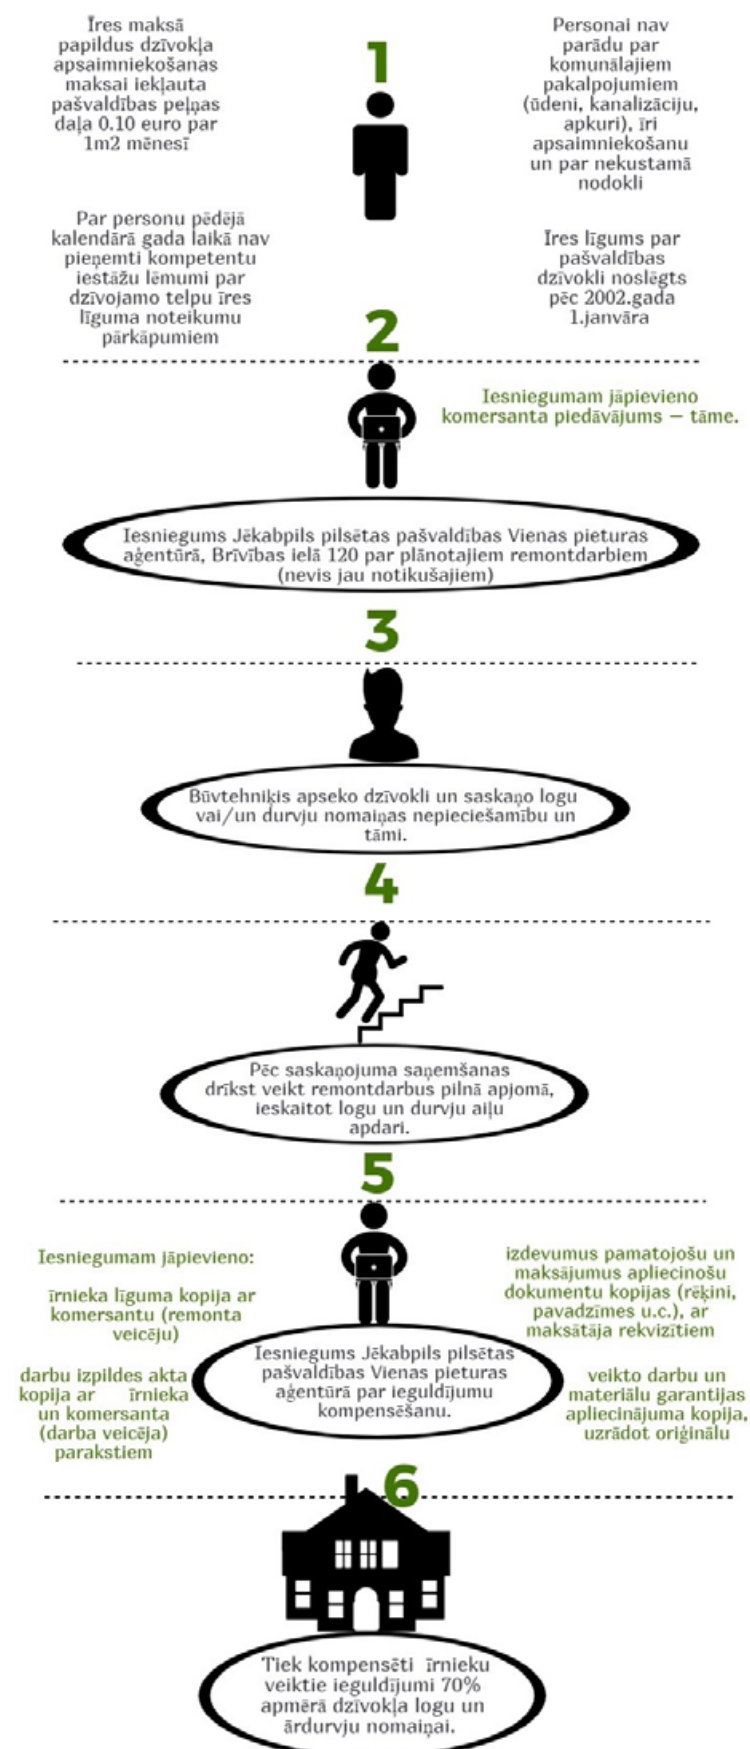 Īres maksā
papildus dzīvokļa
apsaimniekošanas
maksai iekļauta
pašvaldības peļņas
daļa 0.10 euro par
1m2 mēnesī
1
Personai nav
parādu par
komunālajiem
pakalpojumiem
(ūdeni, kanalizāciju,
apkuri), īri
apsaimniekošanu
un par nekustamā
nodokli
Par personu pēdējā
kalendārā gada laikā nav
pieņemti kompetentu
iestāžu lēmumi par
dzīvojamo telpu īres
līguma noteikumu
pārkāpumiem
Īres līgums par
pašvaldības
dzīvokli noslēgts
pēc 2002.gada
1.janvāra
2
Iesniegumam jāpievieno
komersanta piedāvājums – tāme.
Iesniegums Jēkabpils pilsētas pašvaldības Vienas pieturas
aģentūrā, Brīvības ielā 120 par plānotajiem remontdarbiem
(nevis jau notikušajiem)
3
Būvtehniķis apseko dzīvokli un saskaņo logu
vai/un durvju nomaiņas nepieciešamību un
tāmi.
4
Pēc saskaņojuma saņemšanas
drīkst veikt remontdarbus pilnā apjomā,
ieskaitot logu un durvju aiļu
apdari.
5
Iesniegumam jāpievieno:
īrnieka līguma kopija ar
komersantu (remonta
veicēju)
darbu izpildes akta
kopija ar īrnieka
un komersanta
(darba veicēja)
parakstiem
izdevumus pamatojošu un
maksājumus apliecinošu
dokumentu kopijas (rēķini,
pavadzīmes u.c.), ar
maksātāja rekvizītiem
veikto darbu un
materiālu garantijas
apliecinājuma kopija,
uzrādot oriģinālu
Iesniegums Jēkabpils pilsētas
pašvaldības Vienas pieturas
aģentūrā par ieguldījumu
kompensēšanu.
6
Tiek kompensēti īrnieku
veiktie ieguldījumi 70%
apmērā dzīvokļa logu un
ārdurvju nomaiņai.